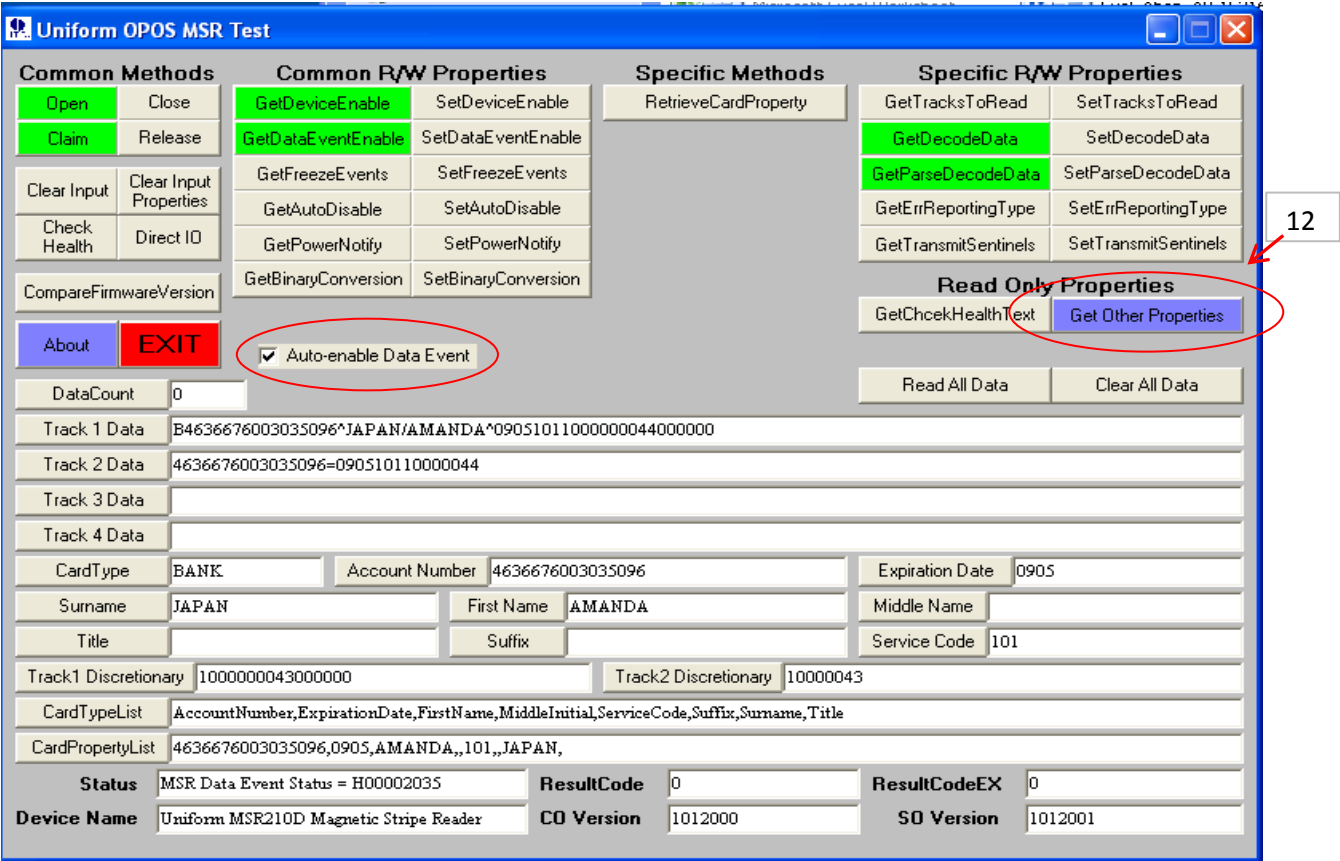 Uniform OPOS MSR Test
Common Methods Common R/W Properties Specific Methods Specific R/W Properties
Open Close GetDeviceEnable SetDeviceEnable RetrieveCardProperty GetTracksToRead SetTracksToRead
Claim Release GetDataEventEnable SetDataEventEnable GetDecodeData SetDecodeData
Clear Input Clear Input Properties GetFreezeEvents SetFreezeEvents GetParseDecodeData SetParseDecodeData
GetAutoDisable SetAutoDisable GetErrReportingType SetErrReportingType
12
Check Health Direct IO GetPowerNotify SetPowerNotify GetTransmitSentinels SetTransmitSentinels
CompareFirmwareVersion GetBinaryConversion SetBinaryConversion Read Only Properties
GetChcekHealthText Get Other Properties
About EXIT Auto-enable Data Event
Read All Data Clear All Data
DataCount 0
Track 1 Data B4636676003035096^JAPAN/AMANDA^09051011000000044000000
Track 2 Data 4636676003035096=090510110000044
Track 3 Data
Track 4 Data
CardType BANK Account Number 4636676003035096 Expiration Date 0905
Surname JAPAN First Name AMANDA Middle Name
Title Suffix Service Code 101
Track1 Discretionary 1000000043000000 Track2 Discretionary 10000043
CardTypeList AccountNumber,ExpirationDate,FirstName,MiddleInitial,ServiceCode,Suffix,Surname,Title
CardPropertyList 4636676003035096,0905,AMANDA,,101,,JAPAN,
Status MSR Data Event Status = H00002035 ResultCode 0 ResultCodeEX 0
Device Name Uniform MSR210D Magnetic Stripe Reader CO Version 1012000 SO Version 1012001